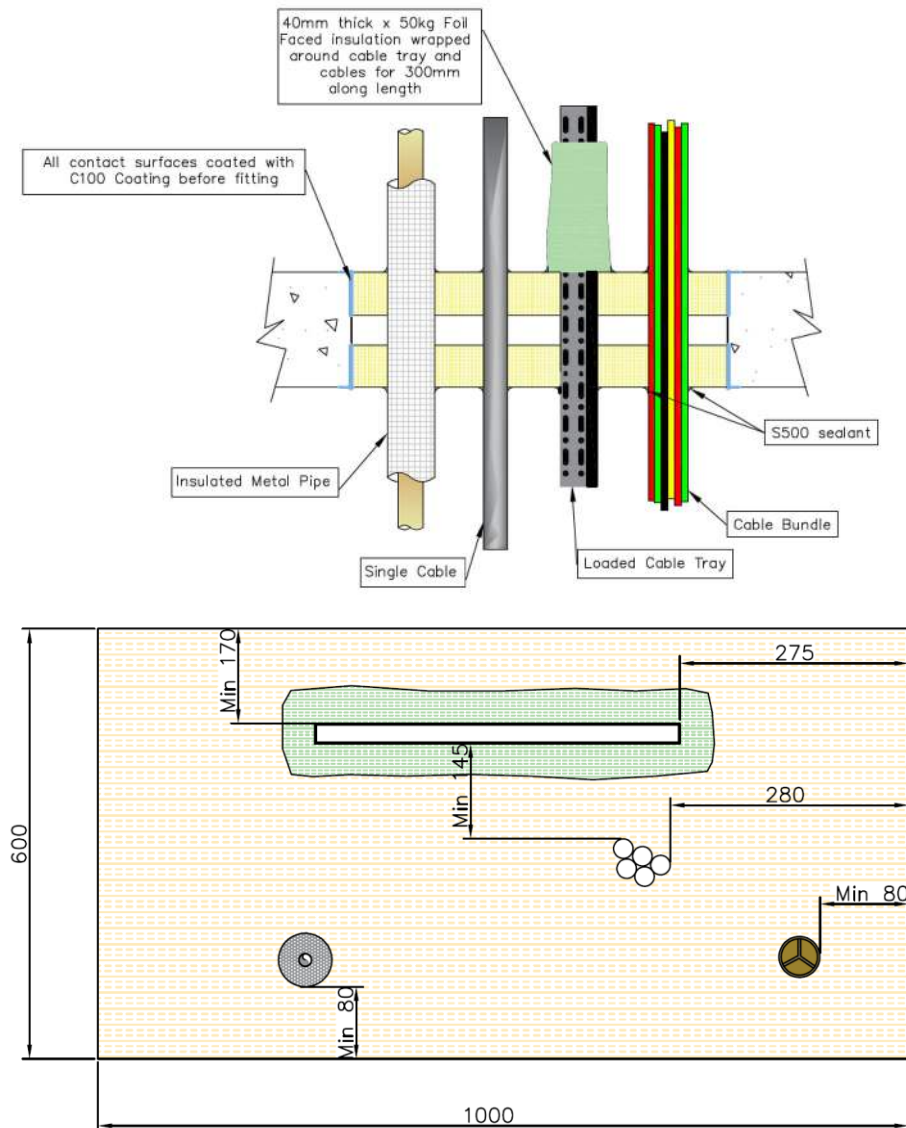 40mm thick x 50kg Foil
Faced insulation wrapped
around cable tray and
cables for 300mm
along length
All contact surfaces coated with
C100 Coating before fitting
S500 sealant
Insulated Metal Pipe
Cable Bundle
Single Cable
Loaded Cable Tray
Min 170
275
Min 145
280
600
Min 80
Min 80
1000